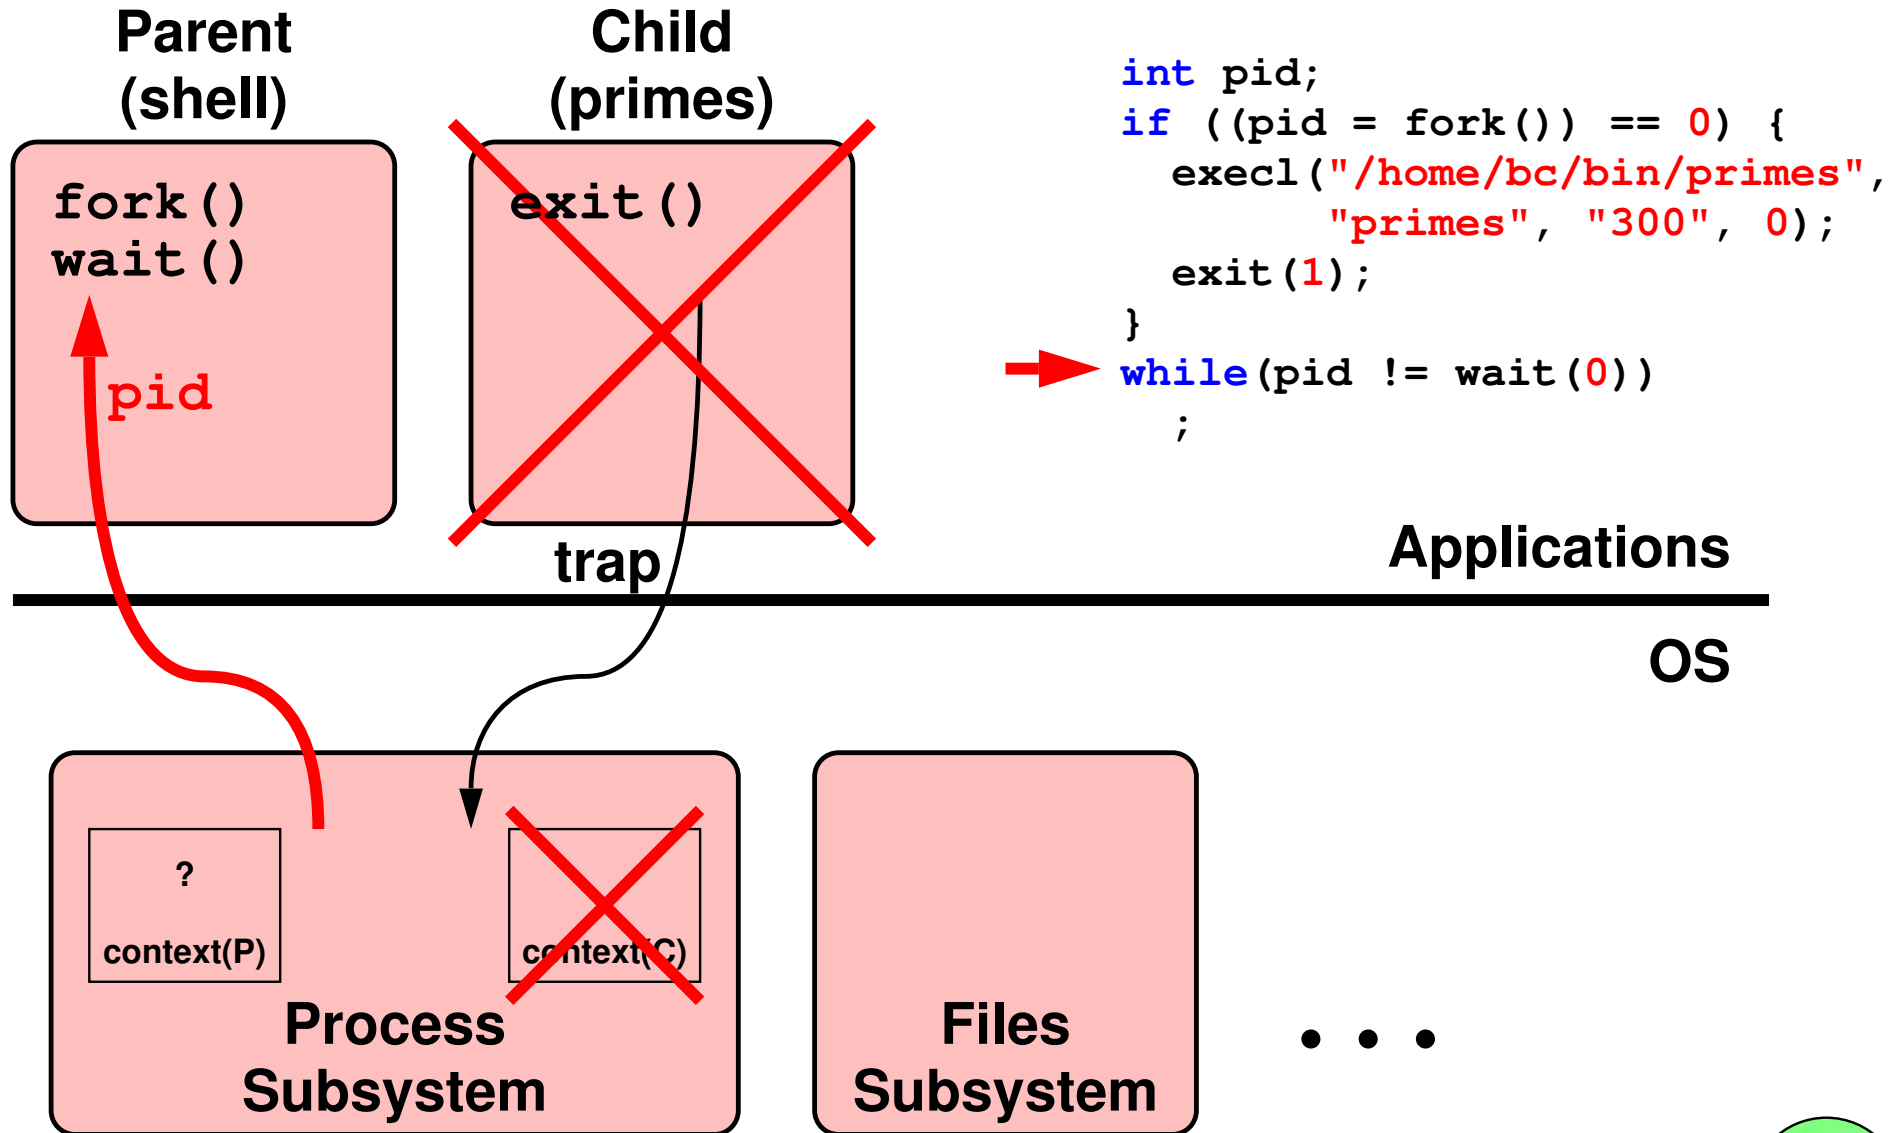 Parent
(shell)
fork()
wait()
pid
Child
(primes)
exit()
trap
int pid;
if ((pid = fork()) == 0) {
  execl("/home/bc/bin/primes",
        "primes", "300", 0);
  exit(1);
}
while(pid != wait(0))
  ;
Applications
OS
?
context(P)
context(C)
Process
Subsystem
Files
Subsystem
. . .